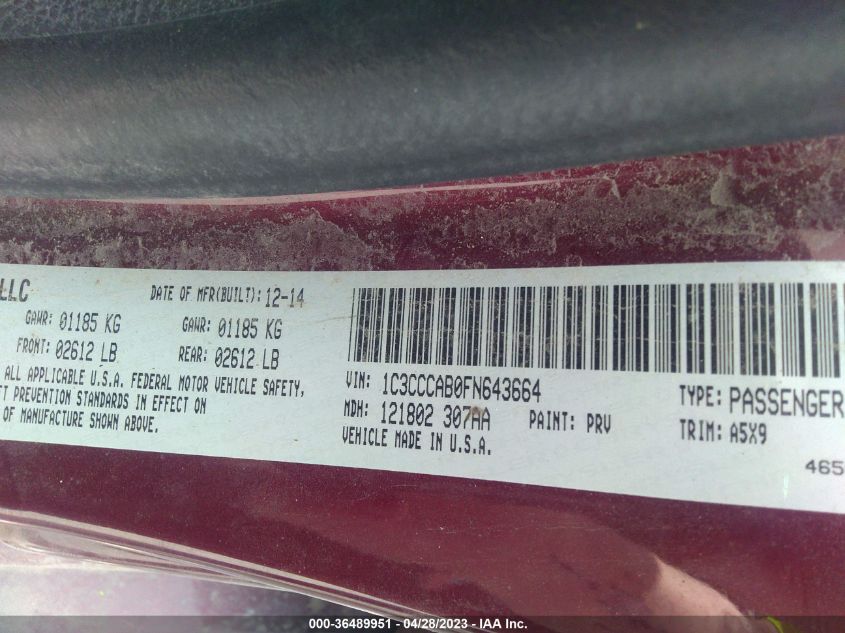 LLC
DATE OF MFR(BUILT): 12-14
GAWR: 01185 KG GAWR: 01185 KG
FRONT: 02612 LB REAR: 02612 LB
ALL APPLICABLE U.S.A. FEDERAL MOTOR VEHICLE SAFETY,
FT PREVENTION STANDARDS IN EFFECT ON
OF MANUFACTURE SHOWN ABOVE.
VIN: 1C3CCCAB0FN643664 TYPE: PASSENGER
MDH: 121802 307AA PAINT: PRV TRIM: A5X9
VEHICLE MADE IN U.S.A.
465
000-36489951 - 04/28/2023 - IAA Inc.